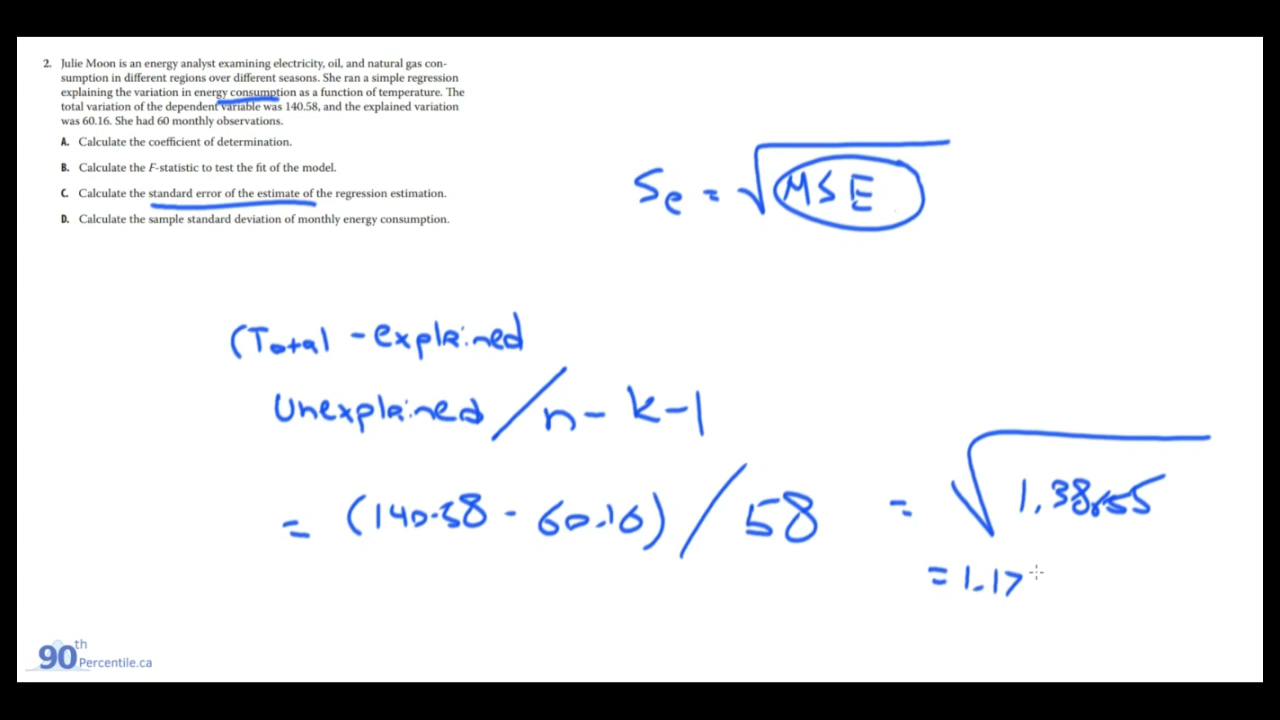 2. Julie Moon is an energy analyst examining electricity, oil, and natural gas con-
sumption in different regions over different seasons. She ran a simple regression
explaining the variation in energy consumption as a function of temperature. The
total variation of the dependent variable was 140.58, and the explained variation
was 60.16. She had 60 monthly observations.
A. Calculate the coefficient of determination.
B. Calculate the F-statistic to test the fit of the model.
C. Calculate the standard error of the estimate of the regression estimation.
D. Calculate the sample standard deviation of monthly energy consumption.
Se = √MSE
(Total - explained
Unexplained / n - k - 1
= (140.58 - 60.16) / 58 = √1.38655
= 1.17
90th
Percentile.ca